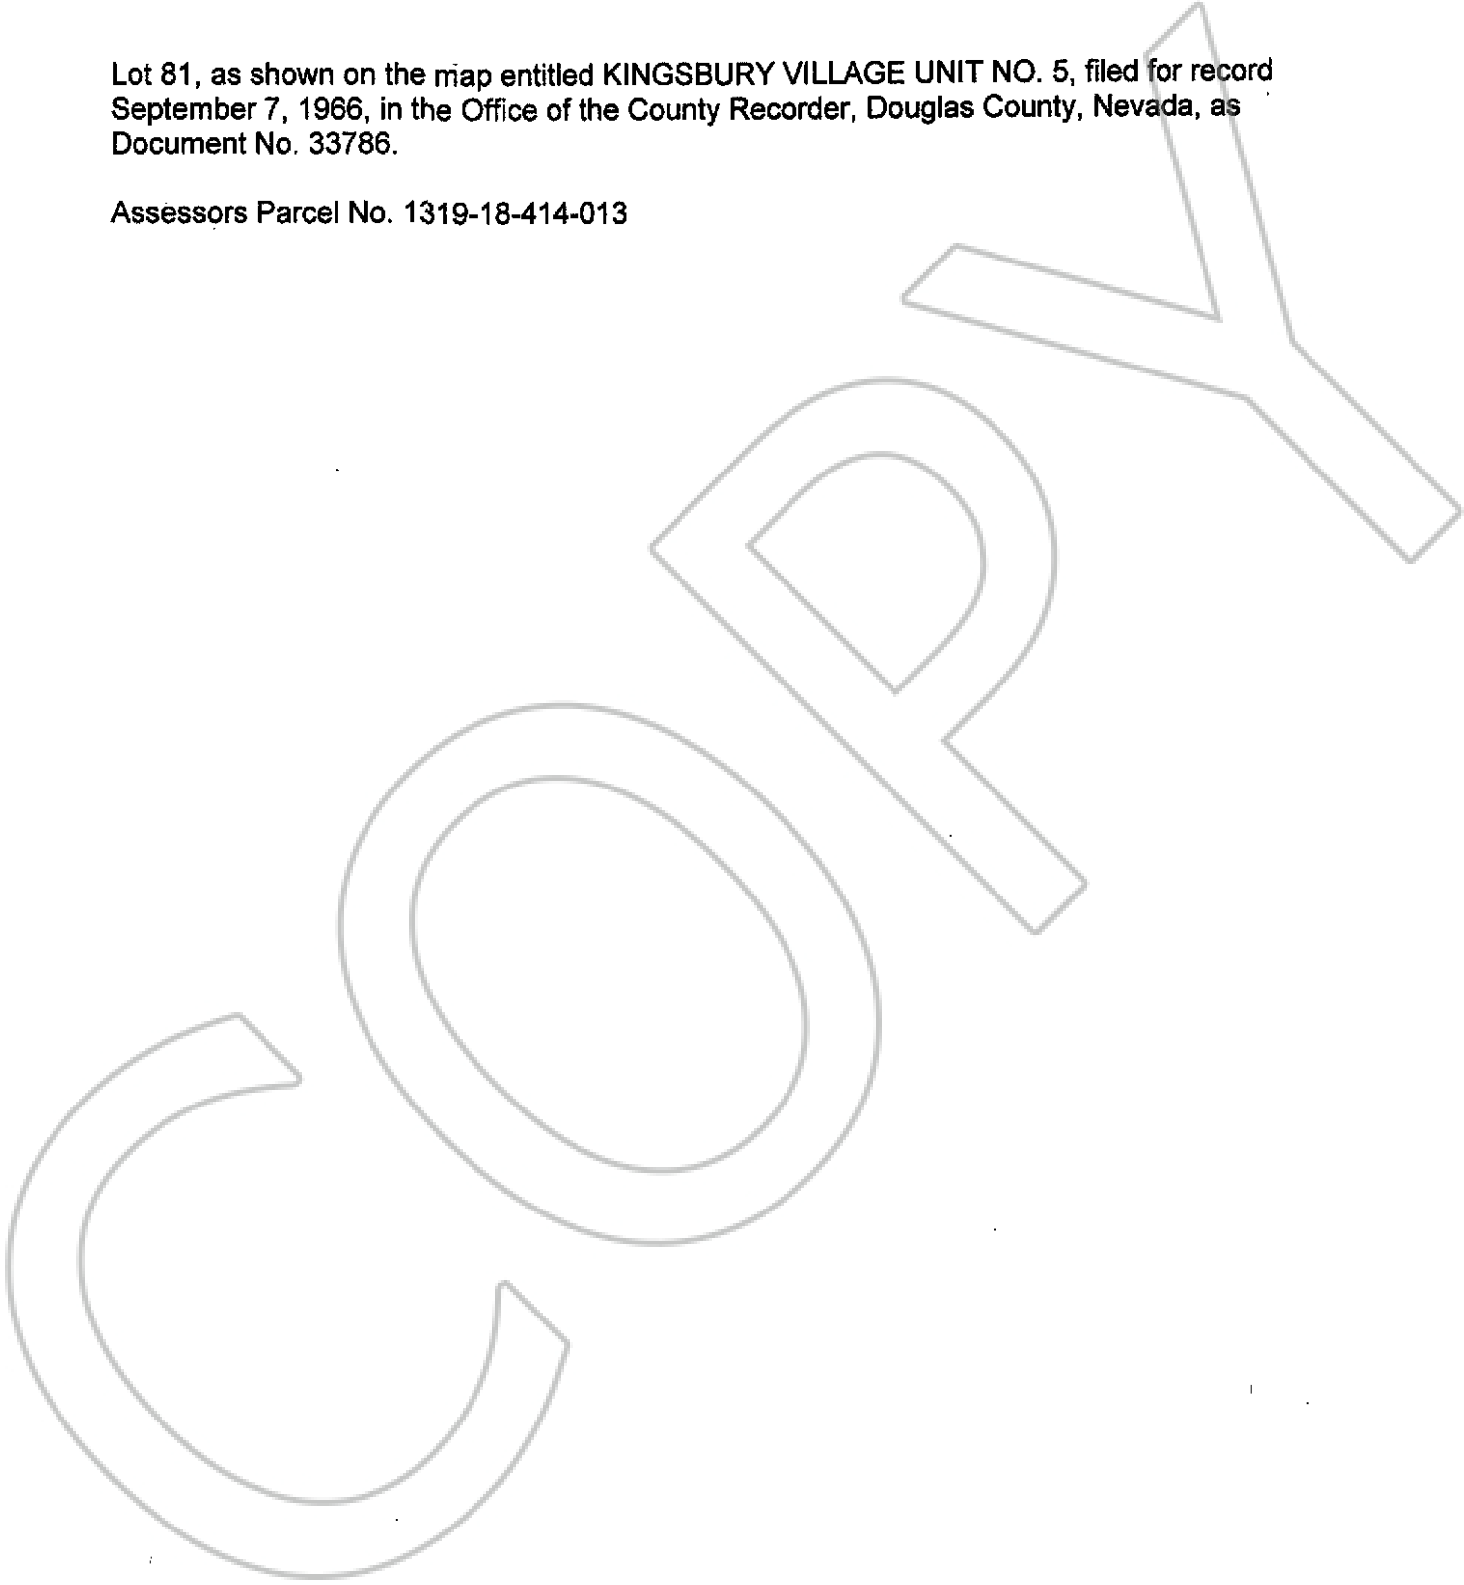 Lot 81, as shown on the map entitled KINGSBURY VILLAGE UNIT NO. 5, filed for record
September 7, 1966, in the Office of the County Recorder, Douglas County, Nevada, as
Document No. 33786.
Assessors Parcel No. 1319-18-414-013
COPY